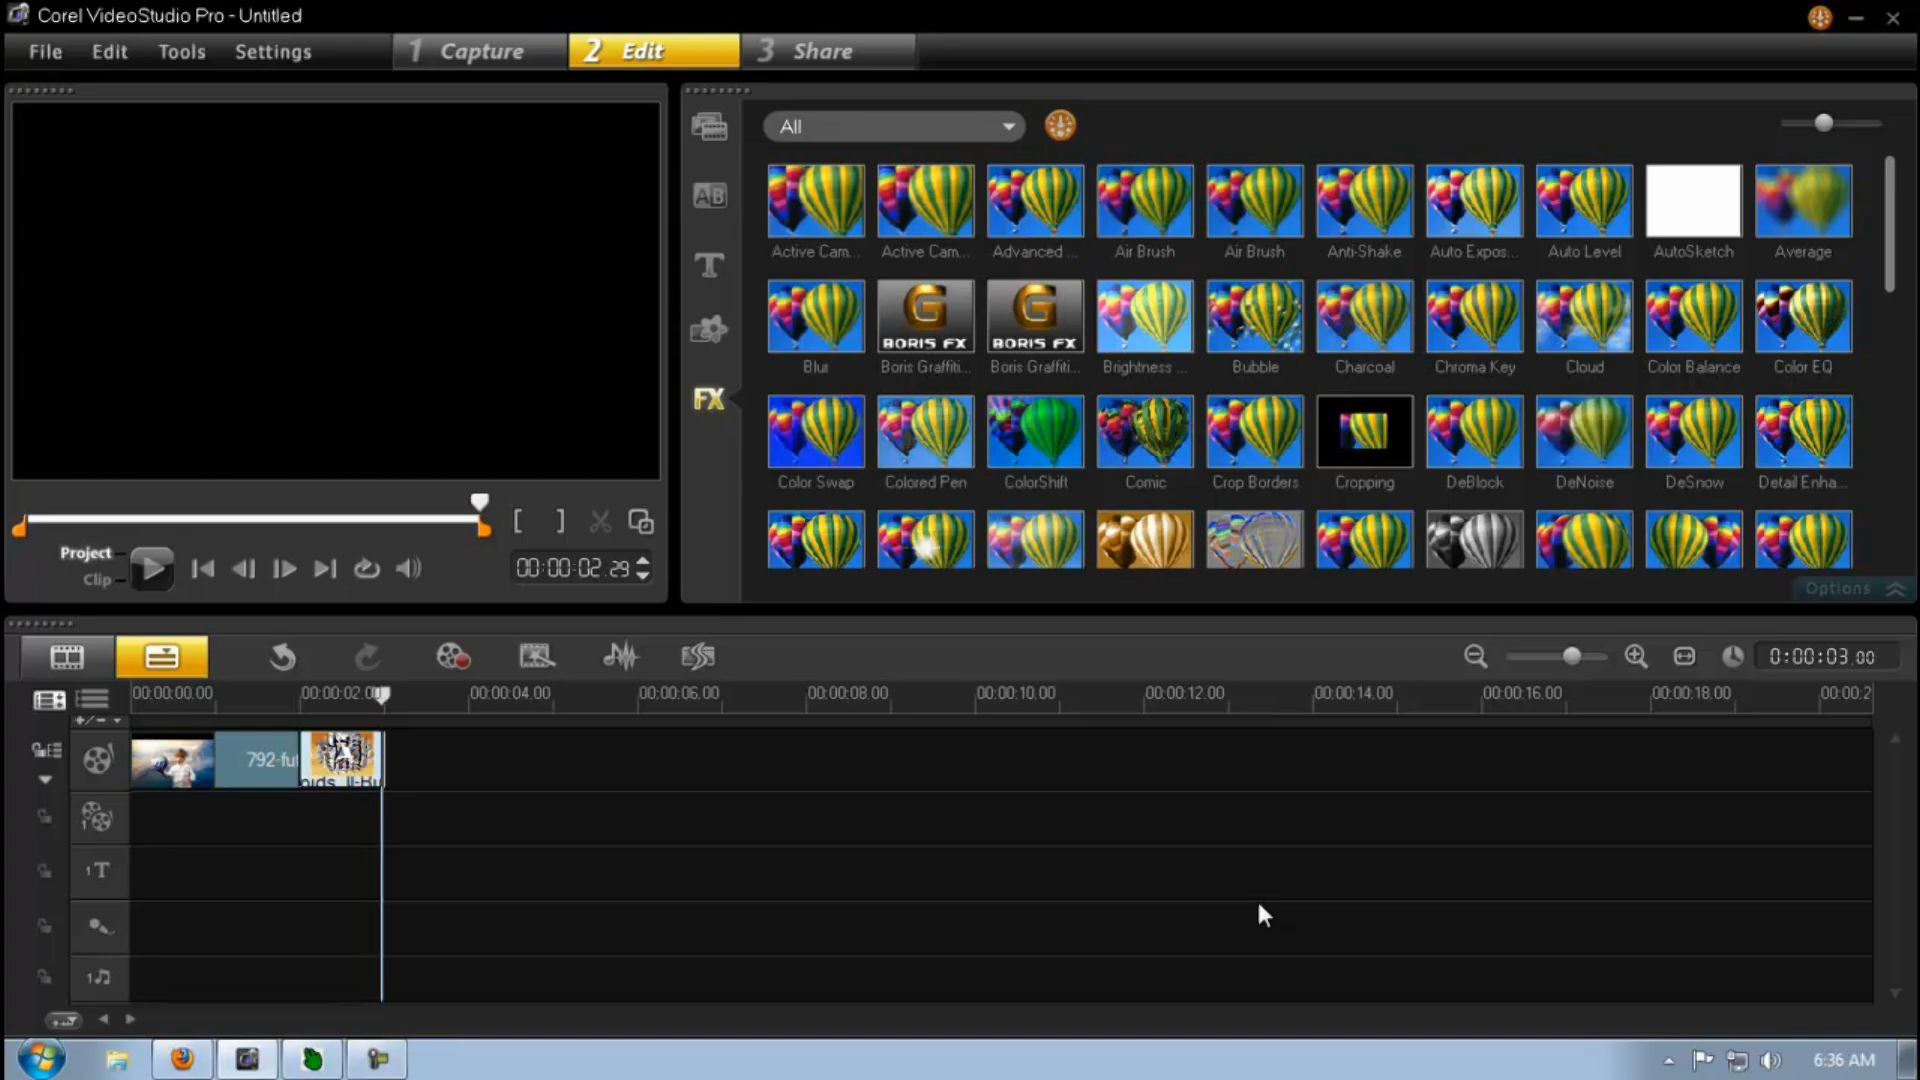 Corel VideoStudio Pro - Untitled
File Edit Tools Settings 1 Capture 2 Edit 3 Share
All
Active Cam... Active Cam... Advanced ... Air Brush Air Brush Anti-Shake Auto Expos... Auto Level AutoSketch Average
BORIS FX BORIS FX
Blur Boris Graffiti... Boris Graffiti... Brightness ... Bubble Charcoal Chroma Key Cloud Color Balance Color EQ
FX
Color Swap Colored Pen ColorShift Comic Crop Borders Cropping DeBlock DeNoise DeSnow Detail Enha...
Project
Clip
00:00:02.29
Options
0:00:03.00
00:00:00.00 00:00:02.00 00:00:04.00 00:00:06.00 00:00:08.00 00:00:10.00 00:00:12.00 00:00:14.00 00:00:16.00 00:00:18.00 00:00:2
792-ful
6:36 AM